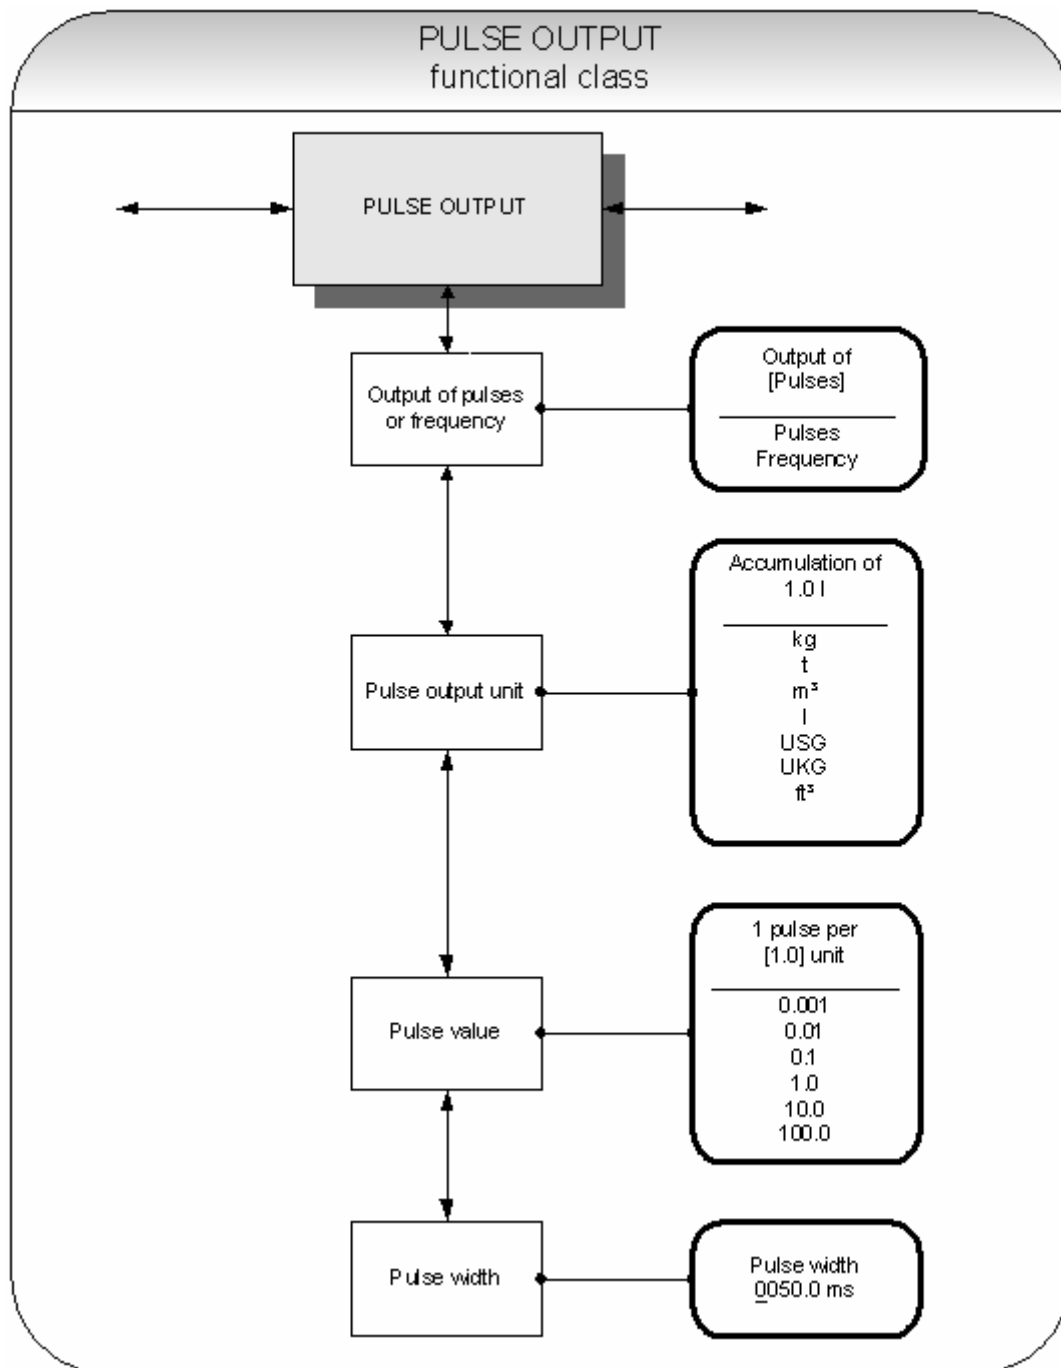 PULSE OUTPUT
functional class
PULSE OUTPUT
Output of pulses
or frequency
Output of
[Pulses]
Pulses
Frequency
Pulse output unit
Accumulation of
1.0 l
kg
t
m³
l
USG
UKG
ft³
Pulse value
1 pulse per
[1.0] unit
0.001
0.01
0.1
1.0
10.0
100.0
Pulse width
Pulse width
0050.0 ms